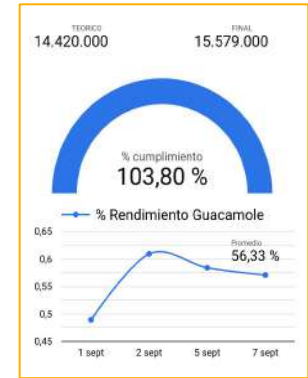 TEORICO FINAL
14.420.000 15.579.000
% cumplimiento
103,80 %
% Rendimiento Guacamole
0,65
Promedio
56,33 %
0,6
0,55
0,5
0,45
1 sept 2 sept 5 sept 7 sept